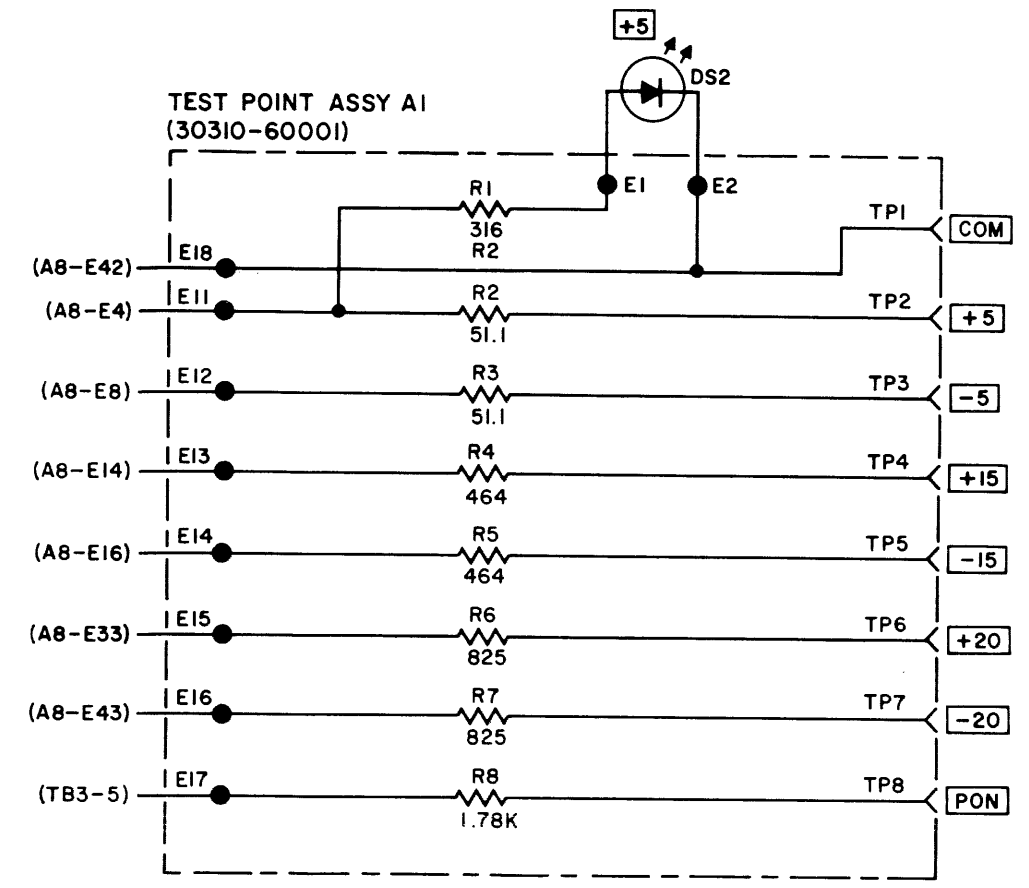 +5
DS2
TEST POINT ASSY A1
(30310-60001)
E1
E2
R1
316
R2
TP1
COM
(A8-E42)
E18
(A8-E4)
E11
R2
51.1
TP2
+5
(A8-E8)
E12
R3
51.1
TP3
-5
(A8-E14)
E13
R4
464
TP4
+15
(A8-E16)
E14
R5
464
TP5
-15
(A8-E33)
E15
R6
825
TP6
+20
(A8-E43)
E16
R7
825
TP7
-20
(TB3-5)
E17
R8
1.78K
TP8
PON